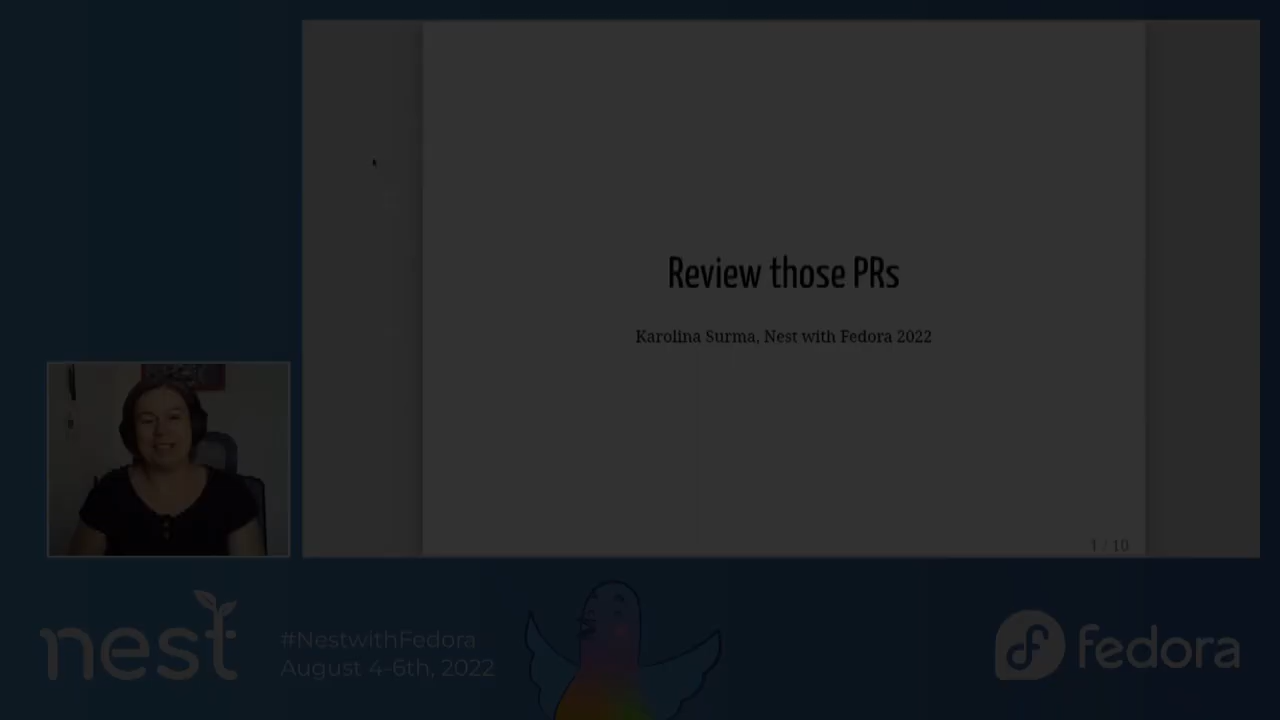 Review those PRs
Karolina Surma, Nest with Fedora 2022
1 / 10
nest
#NestwithFedora
August 4-6th, 2022
fedora